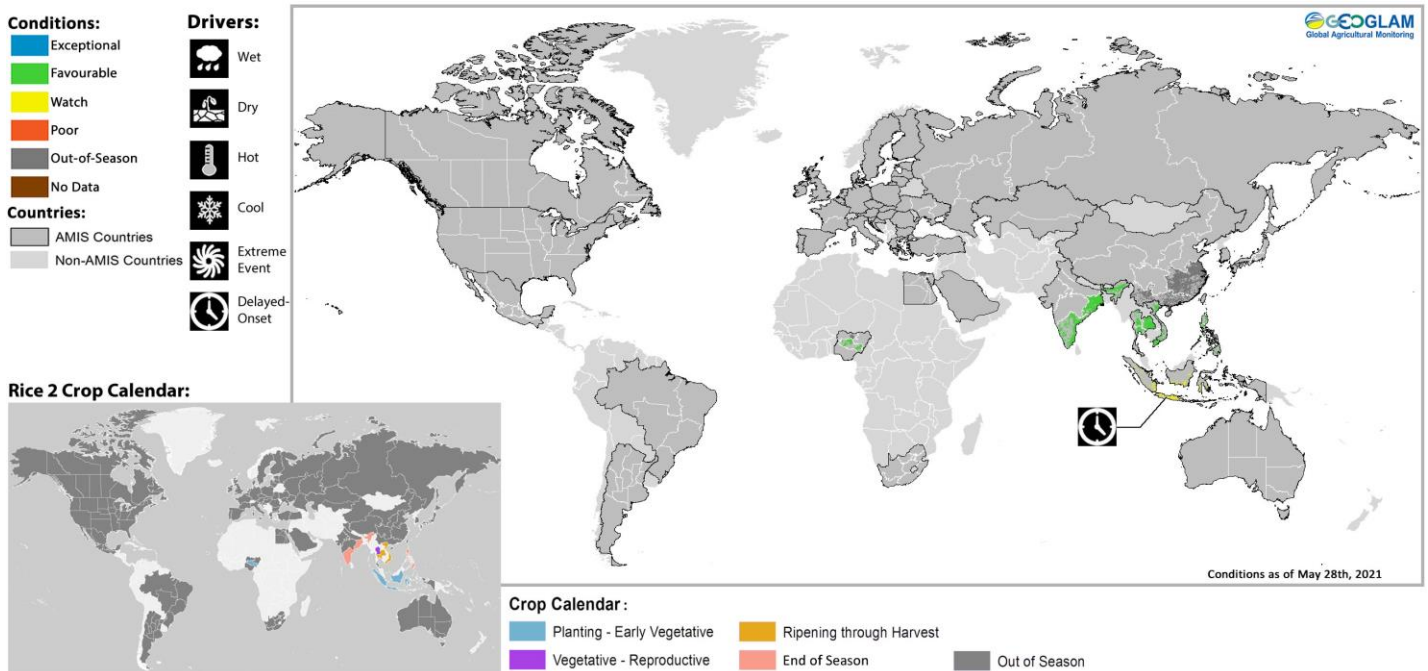 Conditions:
Exceptional
Favourable
Watch
Poor
Out-of-Season
No Data
Countries:
AMIS Countries
Non-AMIS Countries
Drivers:
Wet
Dry
Hot
Cool
Extreme
Event
Delayed-
Onset
GEOGLAM
Global Agricultural Monitoring
Conditions as of May 28th, 2021
Rice 2 Crop Calendar:
Crop Calendar :
Planting - Early Vegetative
Ripening through Harvest
Vegetative - Reproductive
End of Season
Out of Season